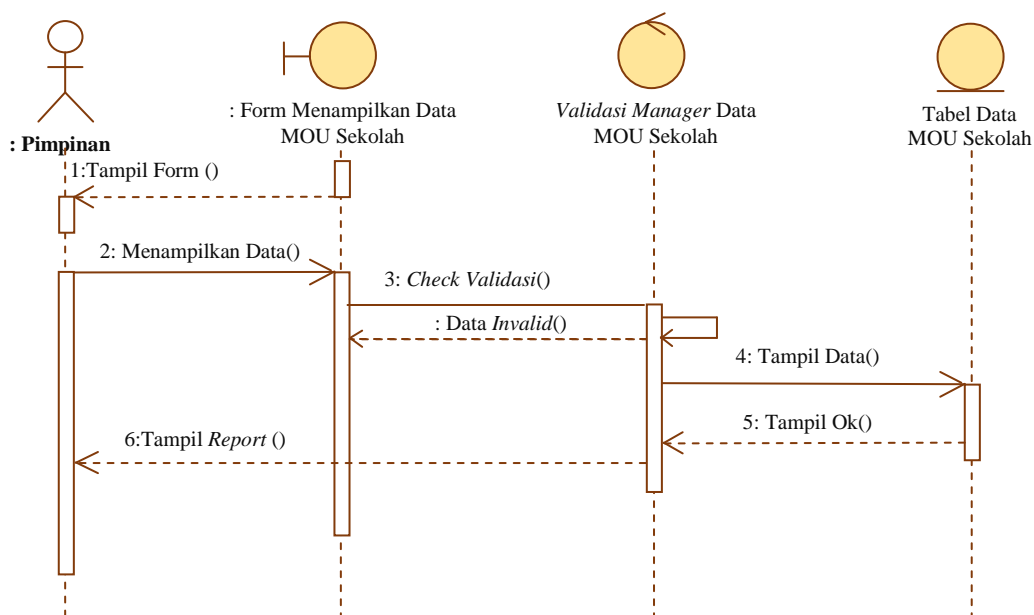 : Pimpinan
: Form Menampilkan Data
MOU Sekolah
Validasi Manager Data
MOU Sekolah
Tabel Data
MOU Sekolah
1:Tampil Form ()
2: Menampilkan Data()
3: Check Validasi()
: Data Invalid()
4: Tampil Data()
5: Tampil Ok()
6:Tampil Report ()